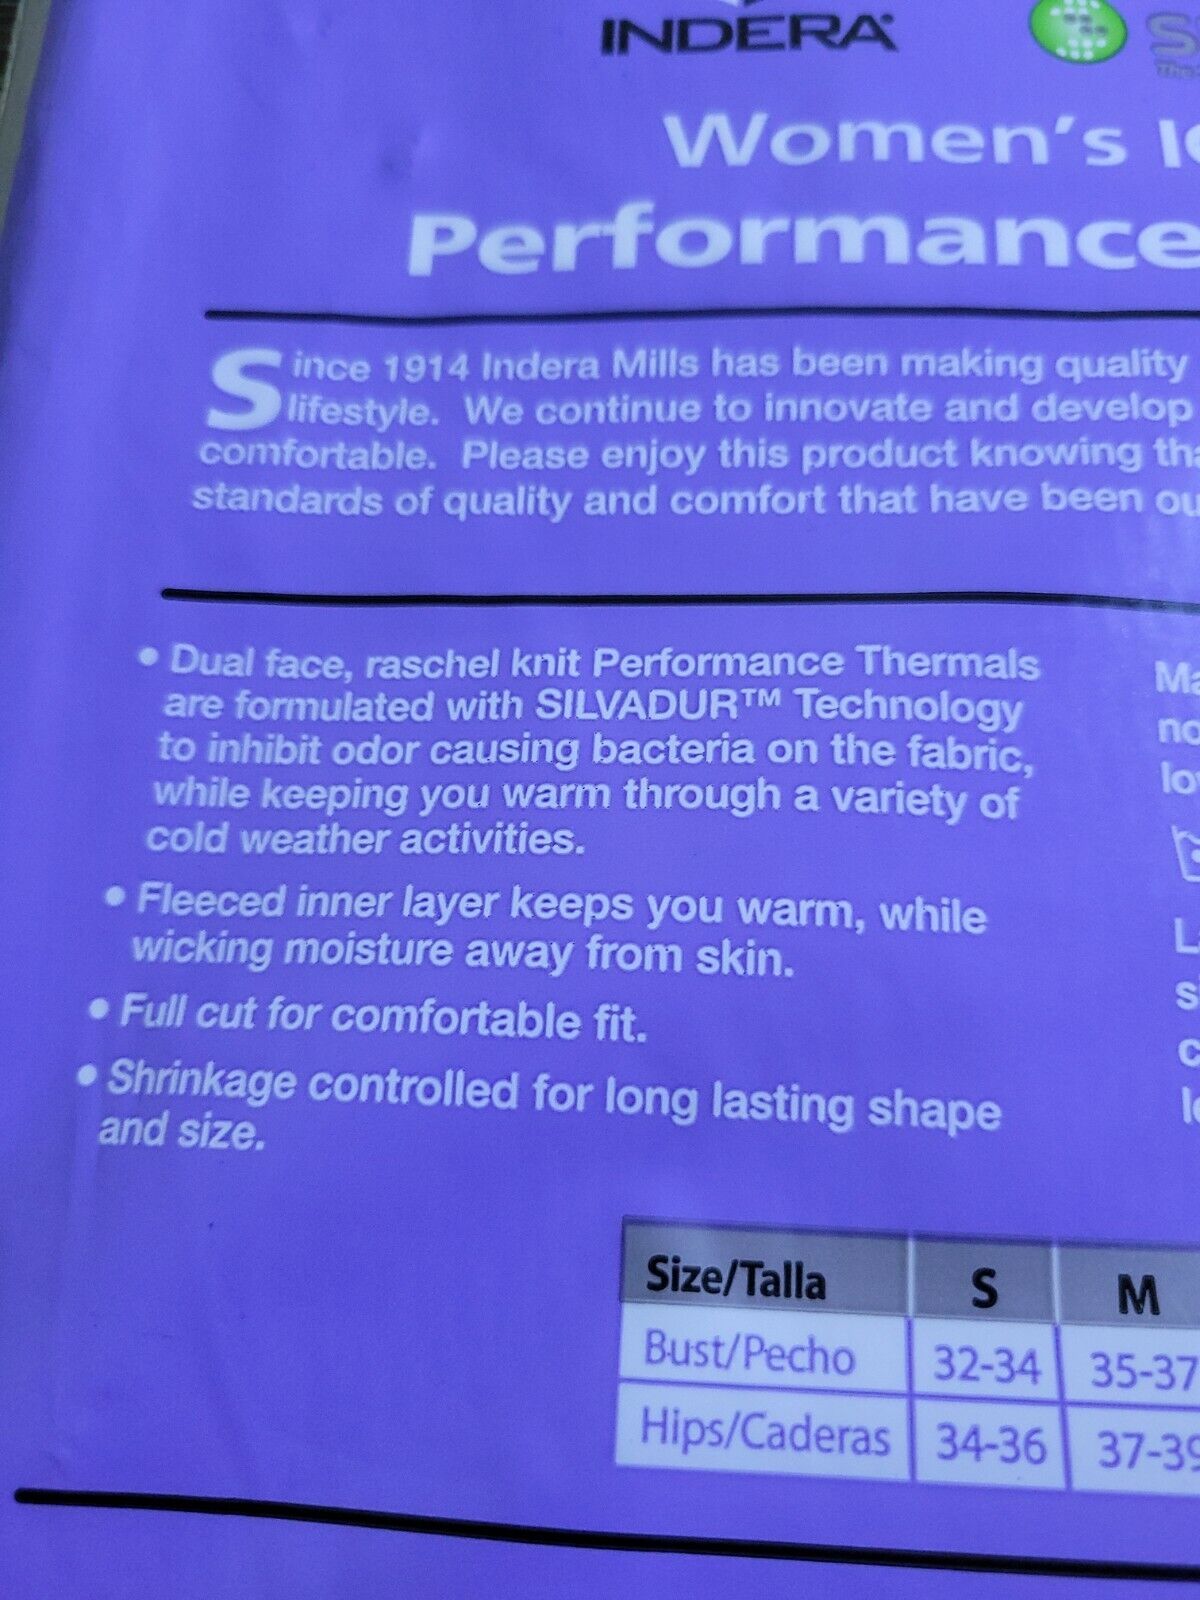 INDERA
Women's
Performance
Since 1914 Indera Mills has been making quality
lifestyle. We continue to innovate and develop
comfortable. Please enjoy this product knowing
standards of quality and comfort that have been
• Dual face, raschel knit Performance Thermals
are formulated with SILVADUR™ Technology
to inhibit odor causing bacteria on the fabric,
while keeping you warm through a variety of
cold weather activities.
• Fleeced inner layer keeps you warm, while
wicking moisture away from skin.
• Full cut for comfortable fit.
• Shrinkage controlled for long lasting shape
and size.
Size/Talla S M
Bust/Pecho 32-34 35-37
Hips/Caderas 34-36 37-39